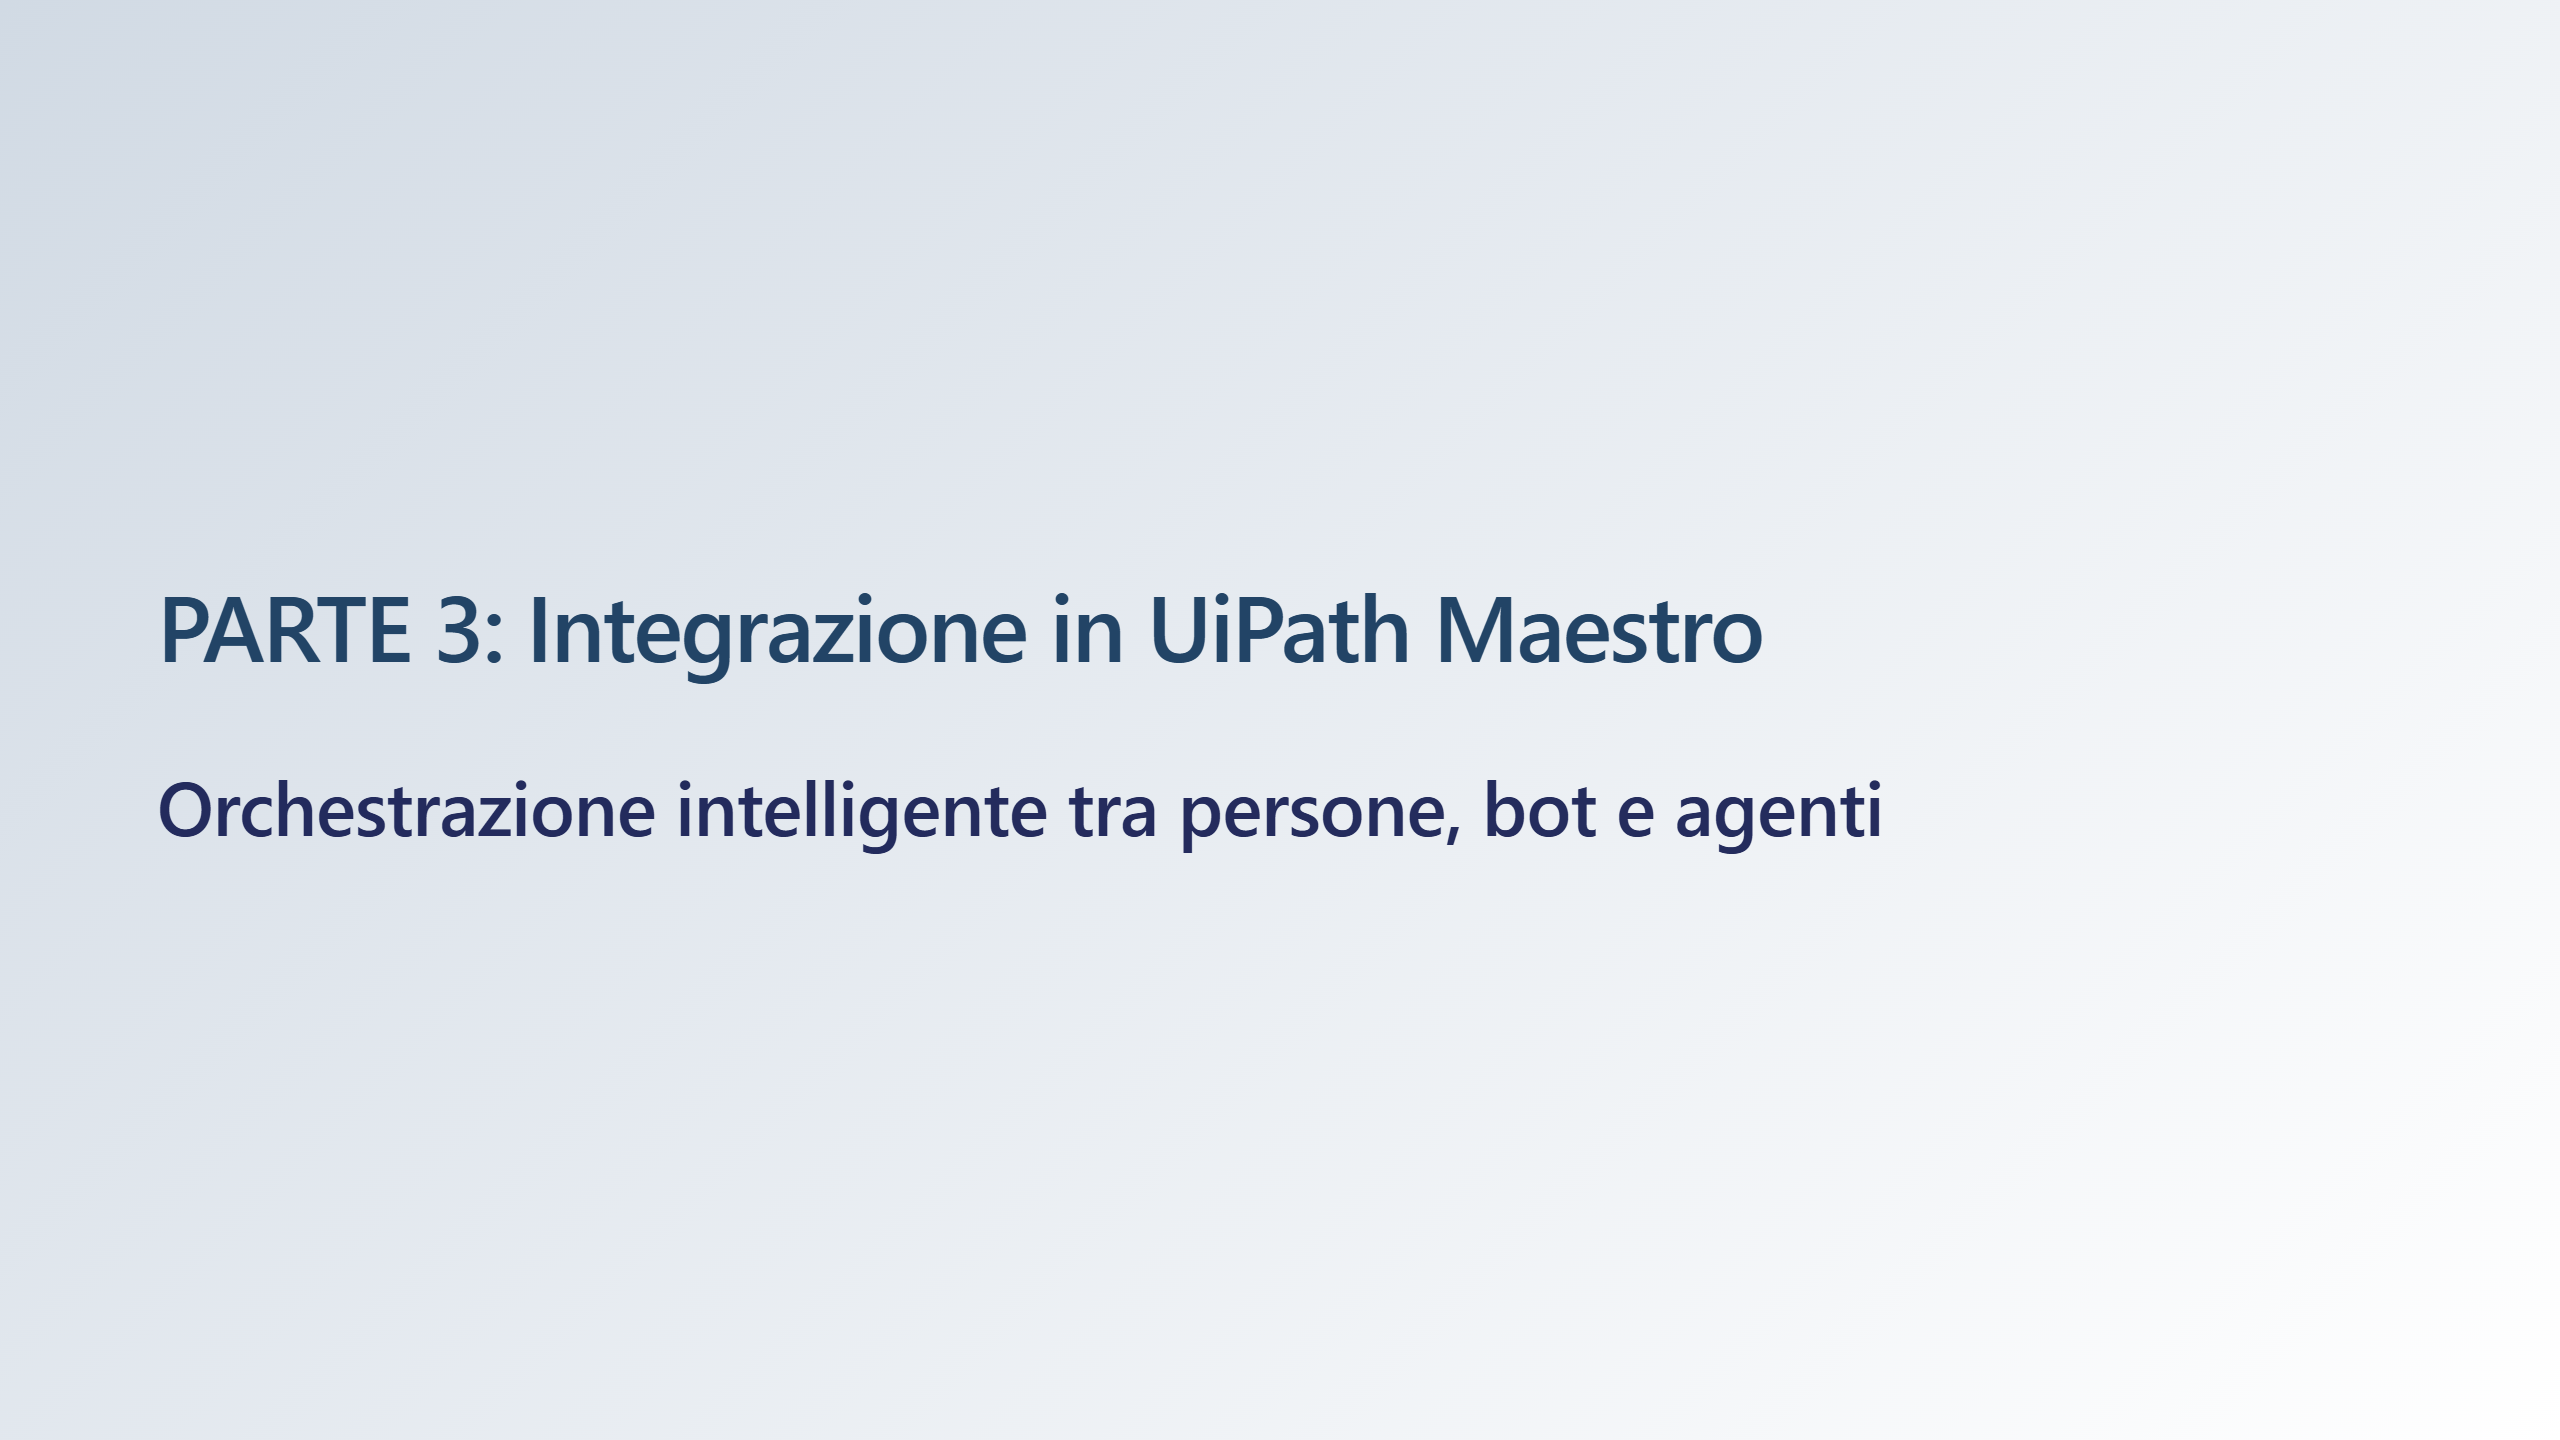 PARTE 3: Integrazione in UiPath Maestro
Orchestrazione intelligente tra persone, bot e agenti